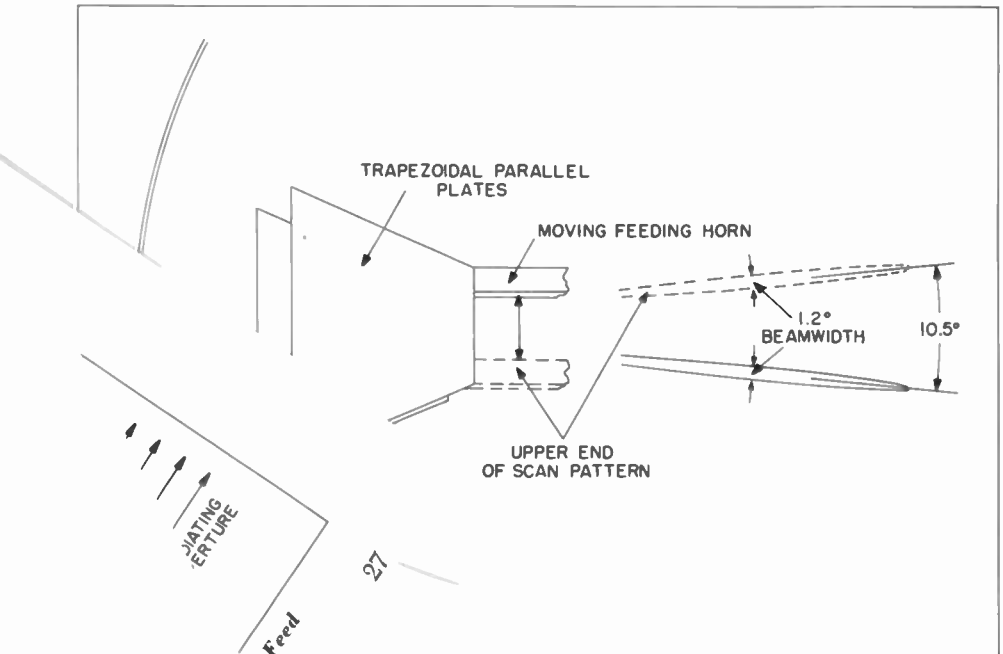 TRAPEZOIDAL PARALLEL
PLATES
MOVING FEEDING HORN
1.2°
BEAMWIDTH
10.5°
UPPER END
OF SCAN PATTERN
27
Feed